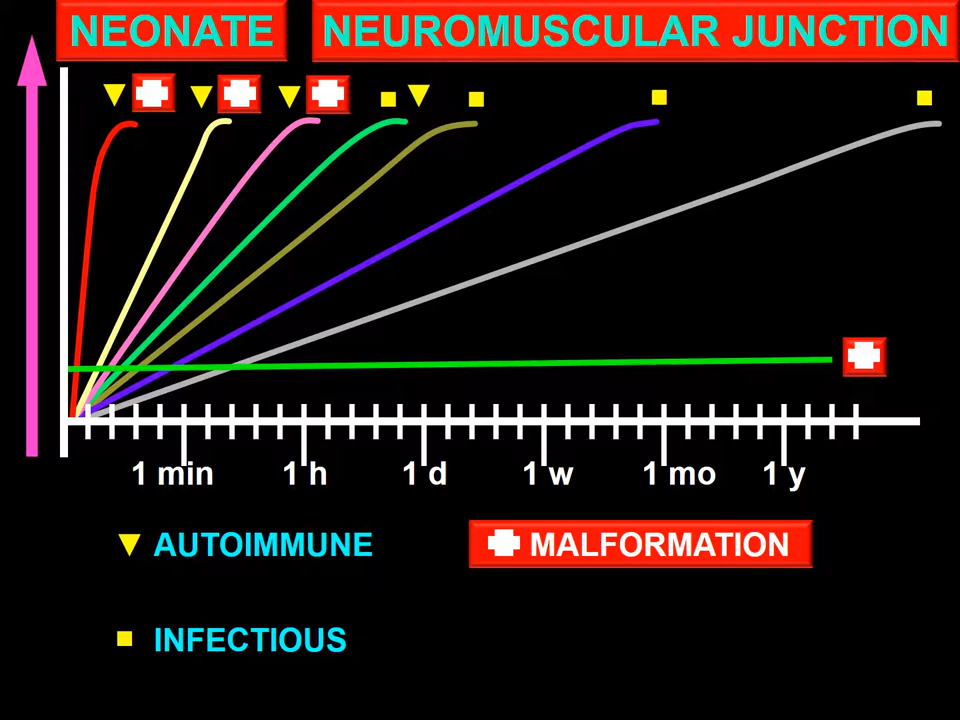 NEONATE NEUROMUSCULAR JUNCTION
1 min 1 h 1 d 1 w 1 mo 1 y
AUTOIMMUNE MALFORMATION
INFECTIOUS